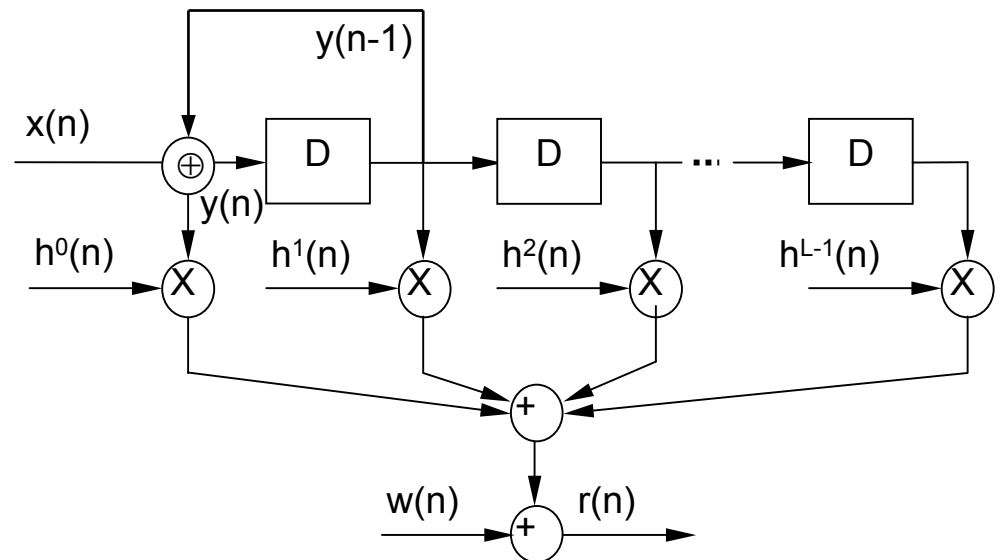 y(n-1)
x(n)
⊕
D
D
...
D
y(n)
h⁰(n)
X
h¹(n)
X
h²(n)
X
hᴸ⁻¹(n)
X
+
w(n)
+
r(n)